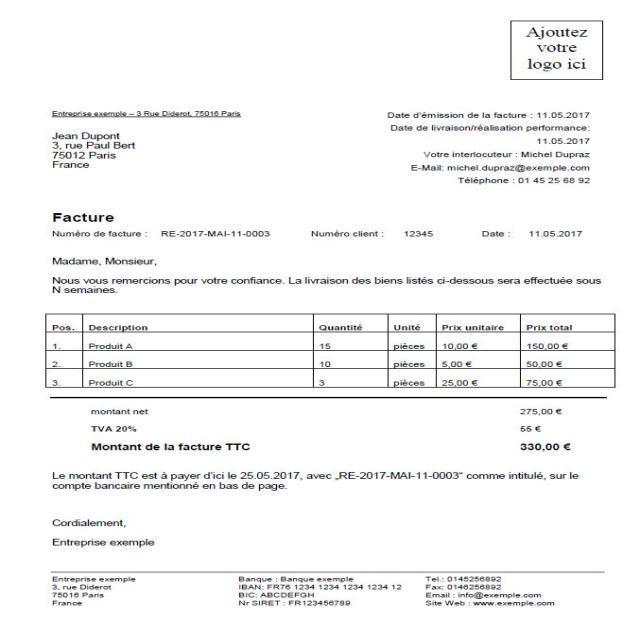 Ajoutez
votre
logo ici
Entreprise exemple – 3 Rue Diderot, 75016 Paris
Jean Dupont
3, rue Paul Bert
75012 Paris
France
Date d'émission de la facture : 11.05.2017
Date de livraison/réalisation performance:
11.05.2017
Votre interlocuteur : Michel Dupraz
E-Mail: michel.dupraz@exemple.com
Téléphone : 01 45 25 68 92
Facture
Numéro de facture : RE-2017-MAI-11-0003 Numéro client : 12345 Date : 11.05.2017
Madame, Monsieur,
Nous vous remercions pour votre confiance. La livraison des biens listés ci-dessous sera effectuée sous
N semaines.
Pos. Description Quantité Unité Prix unitaire Prix total
1. Produit A 15 pièces 10,00 € 150,00 €
2. Produit B 10 pièces 5,00 € 50,00 €
3. Produit C 3 pièces 25,00 € 75,00 €
montant net 275,00 €
TVA 20% 55 €
Montant de la facture TTC 330,00 €
Le montant TTC est à payer d'ici le 25.05.2017, avec „RE-2017-MAI-11-0003" comme intitulé, sur le
compte bancaire mentionné en bas de page.
Cordialement,
Entreprise exemple
Entreprise exemple Banque : Banque exemple Tel.: 0145256892
3, rue Diderot IBAN: FR76 1234 1234 1234 1234 12 Fax: 0146256892
75016 Paris BIC: ABCDEFGH Email : info@exemple.com
France Nr SIRET : FR123456789 Site Web : www.exemple.com